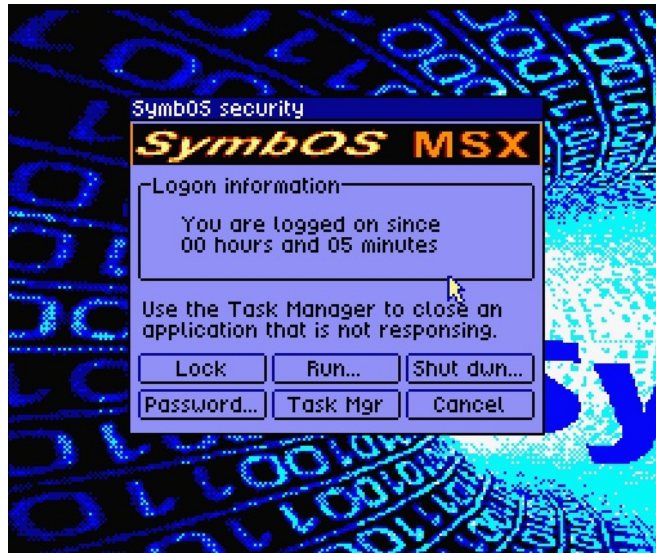 SymbOS security
SymbOS MSX
Logon information
You are logged on since
00 hours and 05 minutes
Use the Task Manager to close an
application that is not responsing.
Lock Run... Shut dwn...
Password... Task Mgr Cancel
Sy